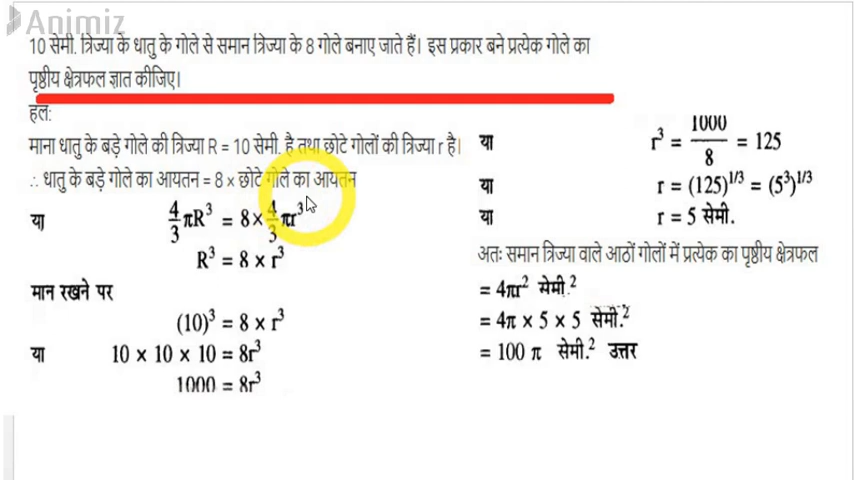 Animiz
10 सेमी. त्रिज्या के धातु के गोले से समान त्रिज्या के 8 गोले बनाए जाते हैं। इस प्रकार बने प्रत्येक गोले का
पृष्ठीय क्षेत्रफल ज्ञात कीजिए।
हल:
माना धातु के बड़े गोले की त्रिज्या R = 10 सेमी. है तथा छोटे गोलों की त्रिज्या r है।
∴ धातु के बड़े गोले का आयतन = 8 × छोटे गोले का आयतन
या 4/3 πR³ = 8 × 4/3 πr³
R³ = 8 × r³
मान रखने पर
(10)³ = 8 × r³
या 10 × 10 × 10 = 8r³
1000 = 8r³
या r³ = 1000/8 = 125
या r = (125)^1/3 = (5³)^1/3
या r = 5 सेमी.
अतः समान त्रिज्या वाले आठों गोलों में प्रत्येक का पृष्ठीय क्षेत्रफल
= 4πr² सेमी.²
= 4π × 5 × 5 सेमी.²
= 100 π सेमी.² उत्तर